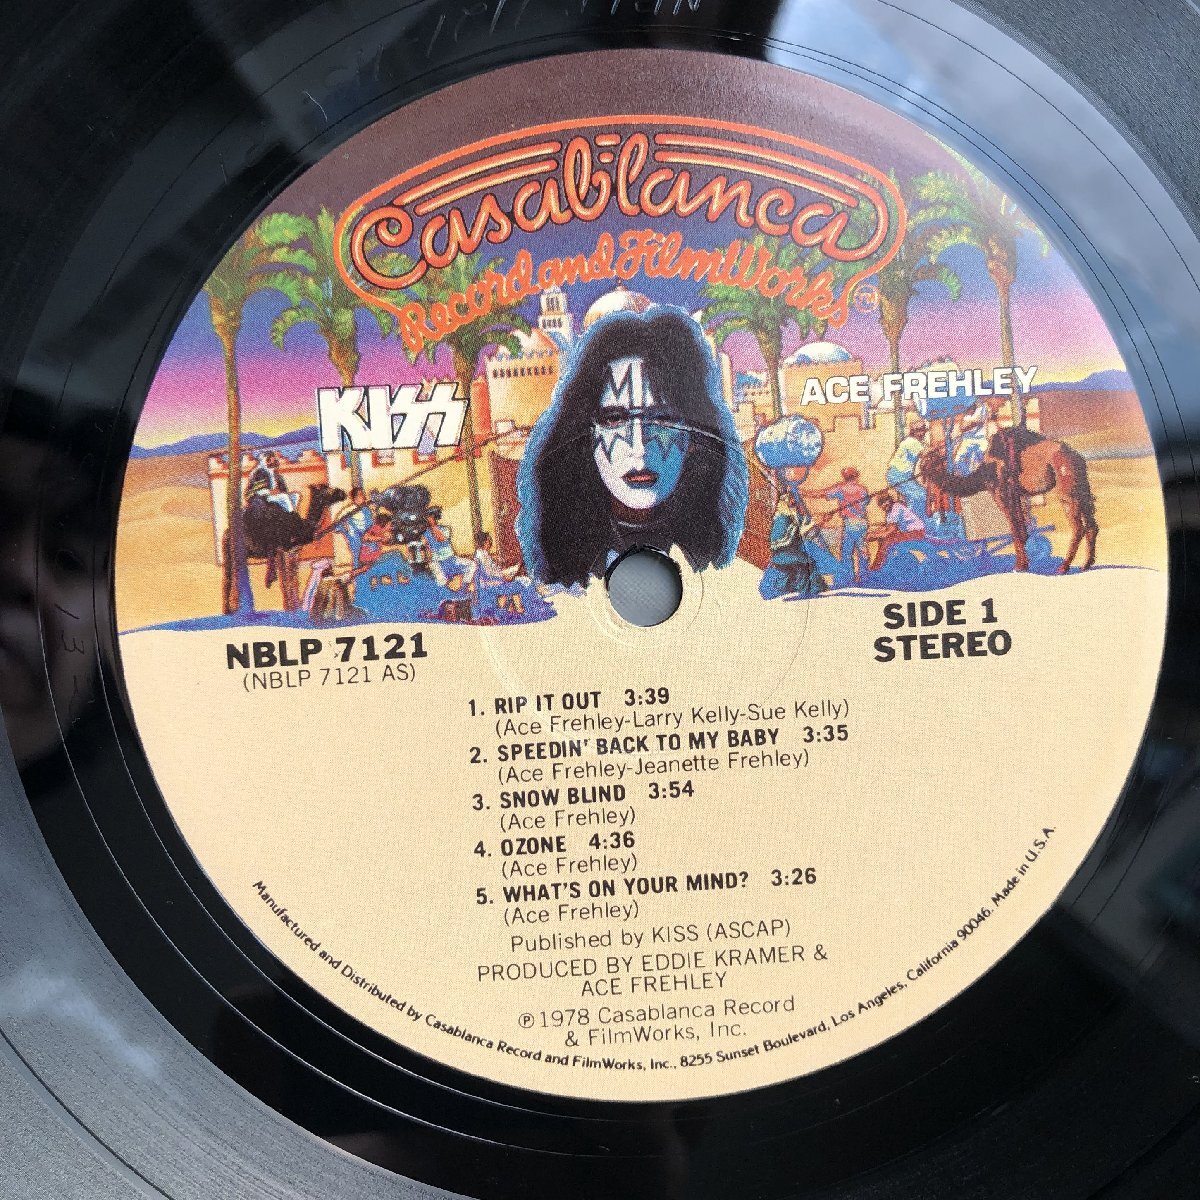 Casablanca
Record and FilmWorks
KISS
ACE FREHLEY
NBLP 7121
(NBLP 7121 AS)
SIDE 1
STEREO
1. RIP IT OUT 3:39
(Ace Frehley-Larry Kelly-Sue Kelly)
2. SPEEDIN' BACK TO MY BABY 3:35
(Ace Frehley-Jeanette Frehley)
3. SNOW BLIND 3:54
(Ace Frehley)
4. OZONE 4:36
(Ace Frehley)
5. WHAT'S ON YOUR MIND? 3:26
(Ace Frehley)
Published by KISS (ASCAP)
PRODUCED BY EDDIE KRAMER &
ACE FREHLEY
℗ 1978 Casablanca Record
& FilmWorks, Inc.
Manufactured and Distributed by Casablanca Record and FilmWorks, Inc., 8255 Sunset Boulevard, Los Angeles, California 90046. Made in U.S.A.